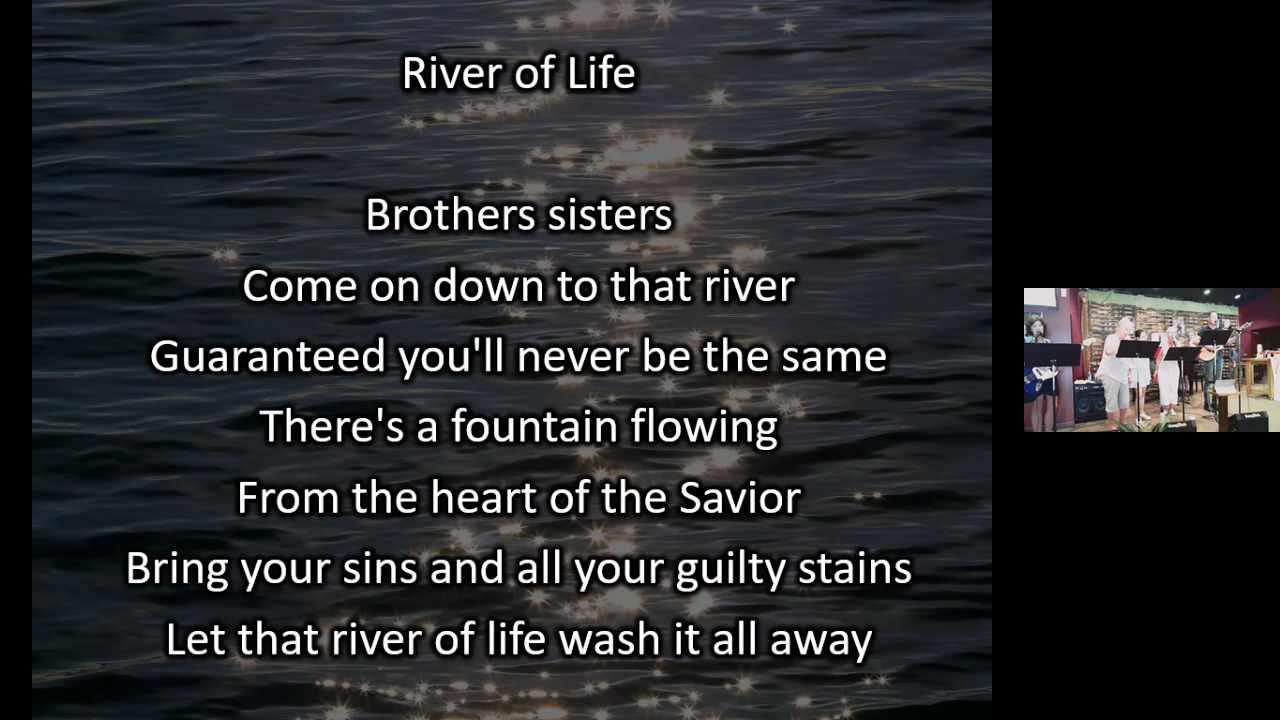 River of Life
Brothers sisters
Come on down to that river
Guaranteed you'll never be the same
There's a fountain flowing
From the heart of the Savior
Bring your sins and all your guilty stains
Let that river of life wash it all away